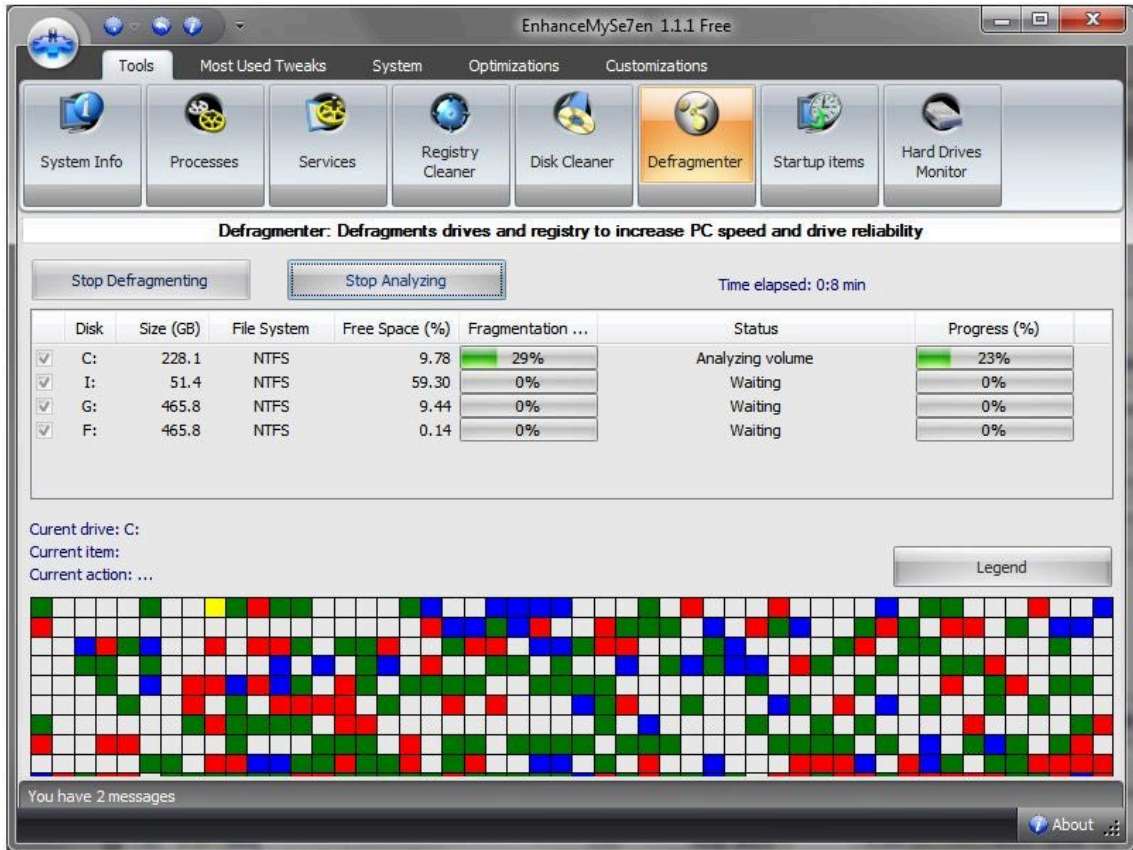 EnhanceMySe7en 1.1.1 Free
Tools Most Used Tweaks System Optimizations Customizations
System Info Processes Services Registry Cleaner Disk Cleaner Defragmenter Startup items Hard Drives Monitor
Defragmenter: Defragments drives and registry to increase PC speed and drive reliability
Stop Defragmenting Stop Analyzing Time elapsed: 0:8 min
Disk Size (GB) File System Free Space (%) Fragmentation ... Status Progress (%)
C: 228.1 NTFS 9.78 29% Analyzing volume 23%
I: 51.4 NTFS 59.30 0% Waiting 0%
G: 465.8 NTFS 9.44 0% Waiting 0%
F: 465.8 NTFS 0.14 0% Waiting 0%
Curent drive: C:
Current item:
Current action: ...
Legend
You have 2 messages
About